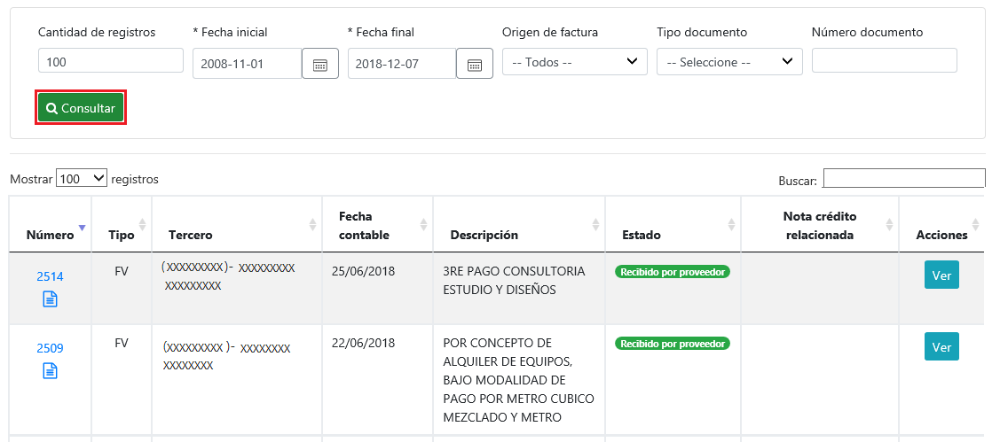 Cantidad de registros * Fecha inicial * Fecha final Origen de factura Tipo documento Número documento
100 2008-11-01 2018-12-07 -- Todos -- -- Seleccione --
Consultar
Mostrar 100 registros Buscar:
Número Tipo Tercero Fecha contable Descripción Estado Nota crédito relacionada Acciones
2514 FV (XXXXXXXXX)- XXXXXXXXX 25/06/2018 3RE PAGO CONSULTORIA Recibido por proveedor Ver
XXXXXXXXX ESTUDIO Y DISEÑOS
2509 FV (XXXXXXXXX )- XXXXXXXX 22/06/2018 POR CONCEPTO DE Recibido por proveedor Ver
XXXXXXXX ALQUILER DE EQUIPOS,
BAJO MODALIDAD DE
PAGO POR METRO CUBICO
MEZCLADO Y METRO